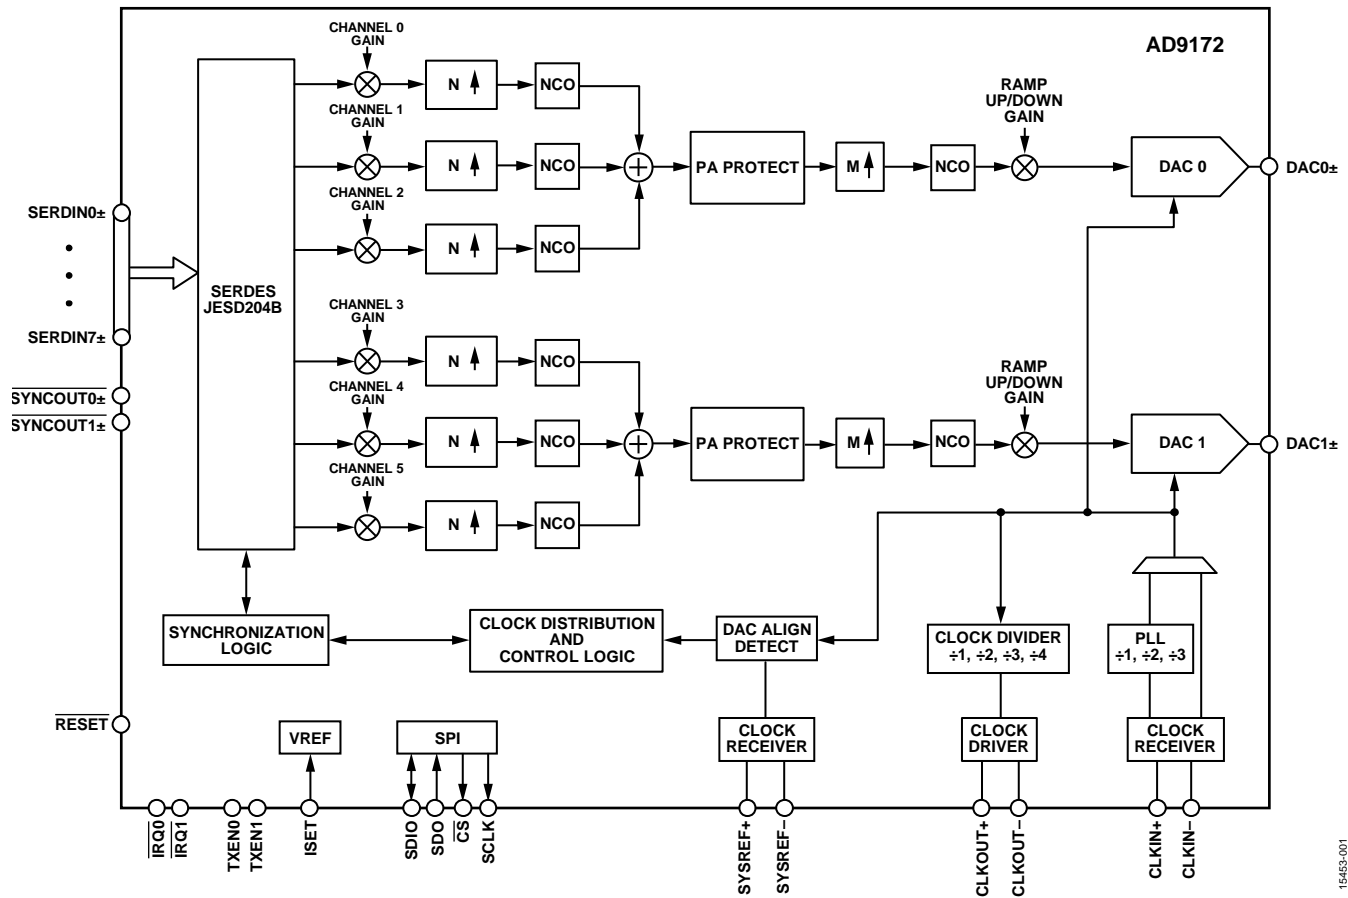 AD9172
CHANNEL 0
GAIN
N
NCO
CHANNEL 1
GAIN
N
NCO
CHANNEL 2
GAIN
N
NCO
PA PROTECT
M
NCO
RAMP
UP/DOWN
GAIN
DAC 0
DAC0±
SERDIN0±
SERDIN7±
SYNCOUT0±
SYNCOUT1±
SERDES
JESD204B
CHANNEL 3
GAIN
N
NCO
CHANNEL 4
GAIN
N
NCO
CHANNEL 5
GAIN
N
NCO
PA PROTECT
M
NCO
RAMP
UP/DOWN
GAIN
DAC 1
DAC1±
SYNCHRONIZATION
LOGIC
CLOCK DISTRIBUTION
AND
CONTROL LOGIC
DAC ALIGN
DETECT
CLOCK DIVIDER
÷1, ÷2, ÷3, ÷4
PLL
÷1, ÷2, ÷3
RESET
VREF
SPI
CLOCK
RECEIVER
CLOCK
DRIVER
CLOCK
RECEIVER
IRQ0
IRQ1
TXEN0
TXEN1
ISET
SDIO
SDO
CS
SCLK
SYSREF+
SYSREF–
CLKOUT+
CLKOUT–
CLKIN+
CLKIN–
15453-001